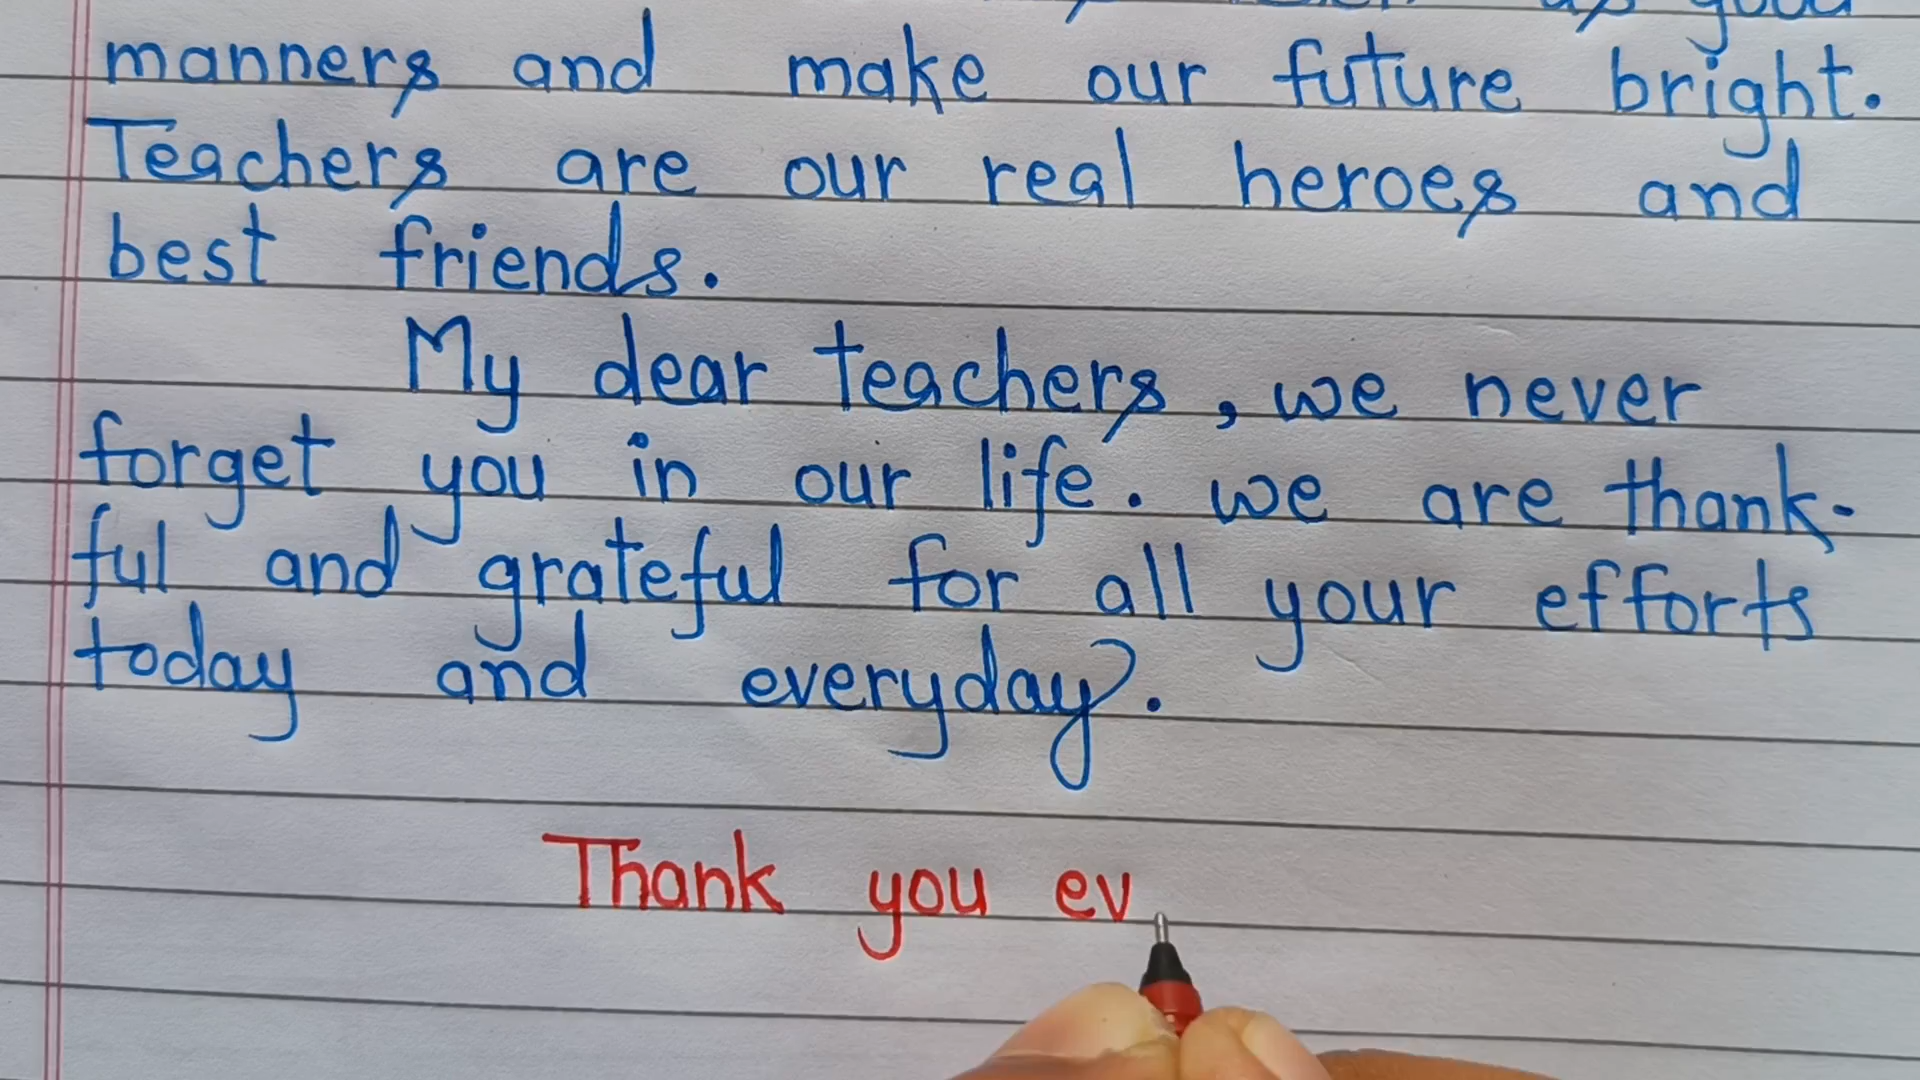 good
manners and make our future bright.
Teachers are our real heroes and
best friends.
My dear teachers, we never
forget you in our life. we are thank-
ful and grateful for all your efforts
today and everyday.
Thank you ev